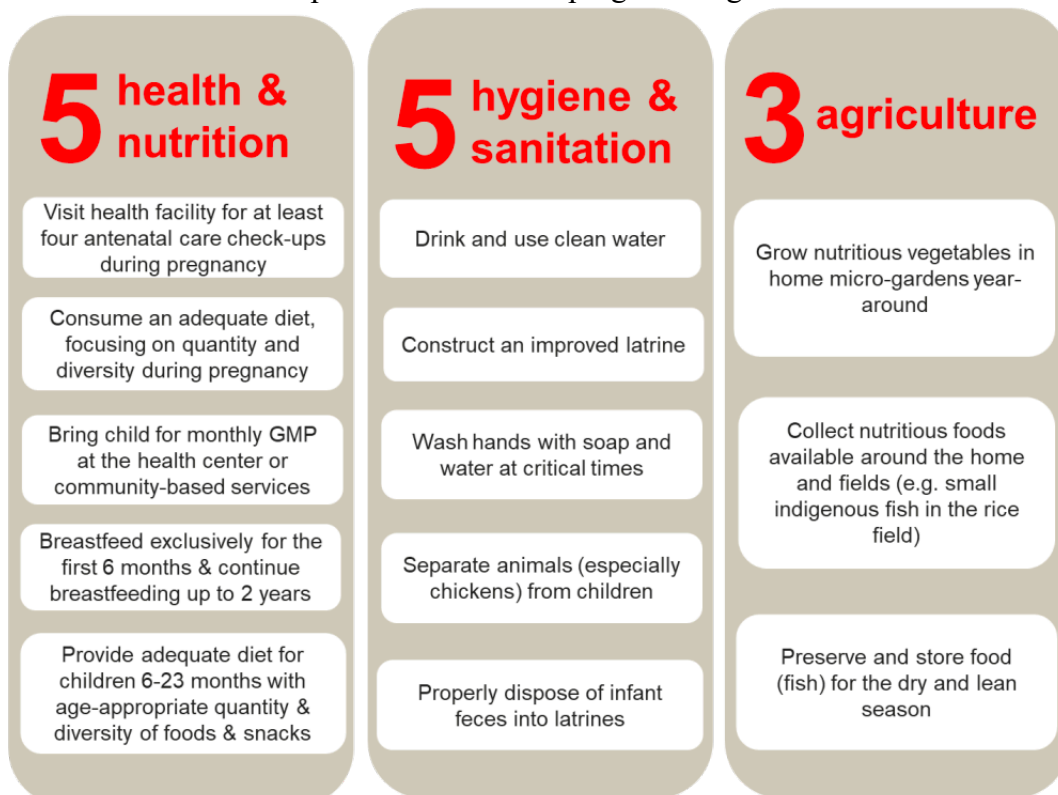 5 health &
nutrition
Visit health facility for at least
four antenatal care check-ups
during pregnancy
Consume an adequate diet,
focusing on quantity and
diversity during pregnancy
Bring child for monthly GMP
at the health center or
community-based services
Breastfeed exclusively for the
first 6 months & continue
breastfeeding up to 2 years
Provide adequate diet for
children 6-23 months with
age-appropriate quantity &
diversity of foods & snacks
5 hygiene &
sanitation
Drink and use clean water
Construct an improved latrine
Wash hands with soap and
water at critical times
Separate animals (especially
chickens) from children
Properly dispose of infant
feces into latrines
3 agriculture
Grow nutritious vegetables in
home micro-gardens year-
around
Collect nutritious foods
available around the home
and fields (e.g. small
indigenous fish in the rice
field)
Preserve and store food
(fish) for the dry and lean
season